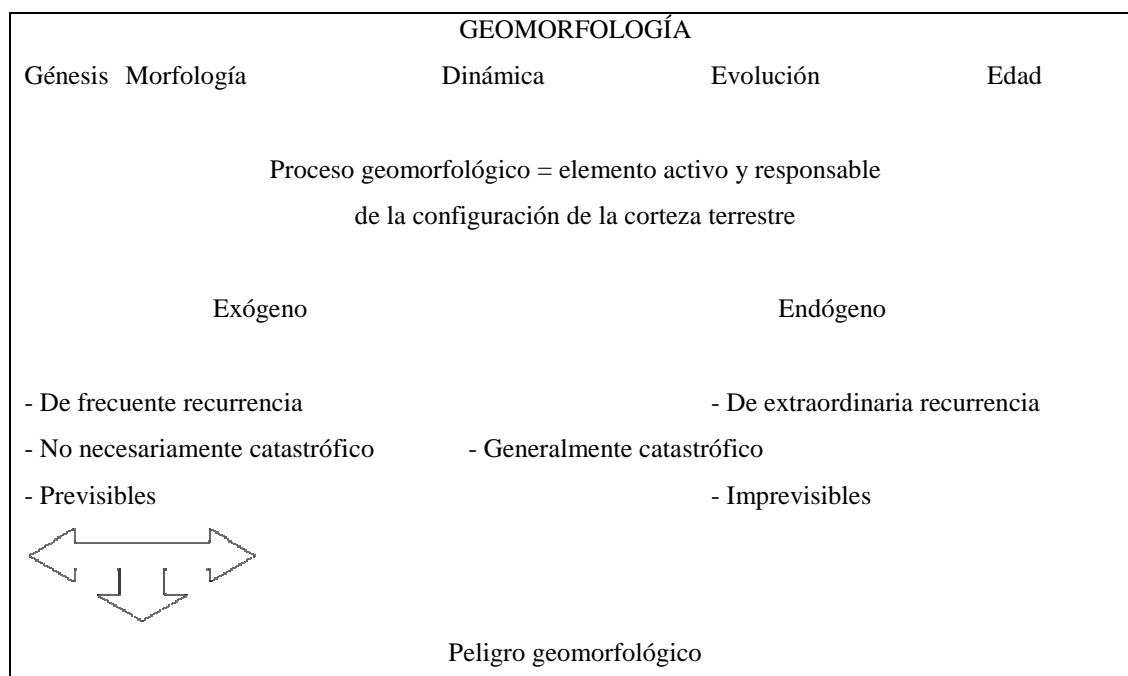 GEOMORFOLOGÍA
Génesis Morfología Dinámica Evolución Edad
Proceso geomorfológico = elemento activo y responsable
de la configuración de la corteza terrestre
Exógeno Endógeno
- De frecuente recurrencia - De extraordinaria recurrencia
- No necesariamente catastrófico - Generalmente catastrófico
- Previsibles - Imprevisibles
Peligro geomorfológico